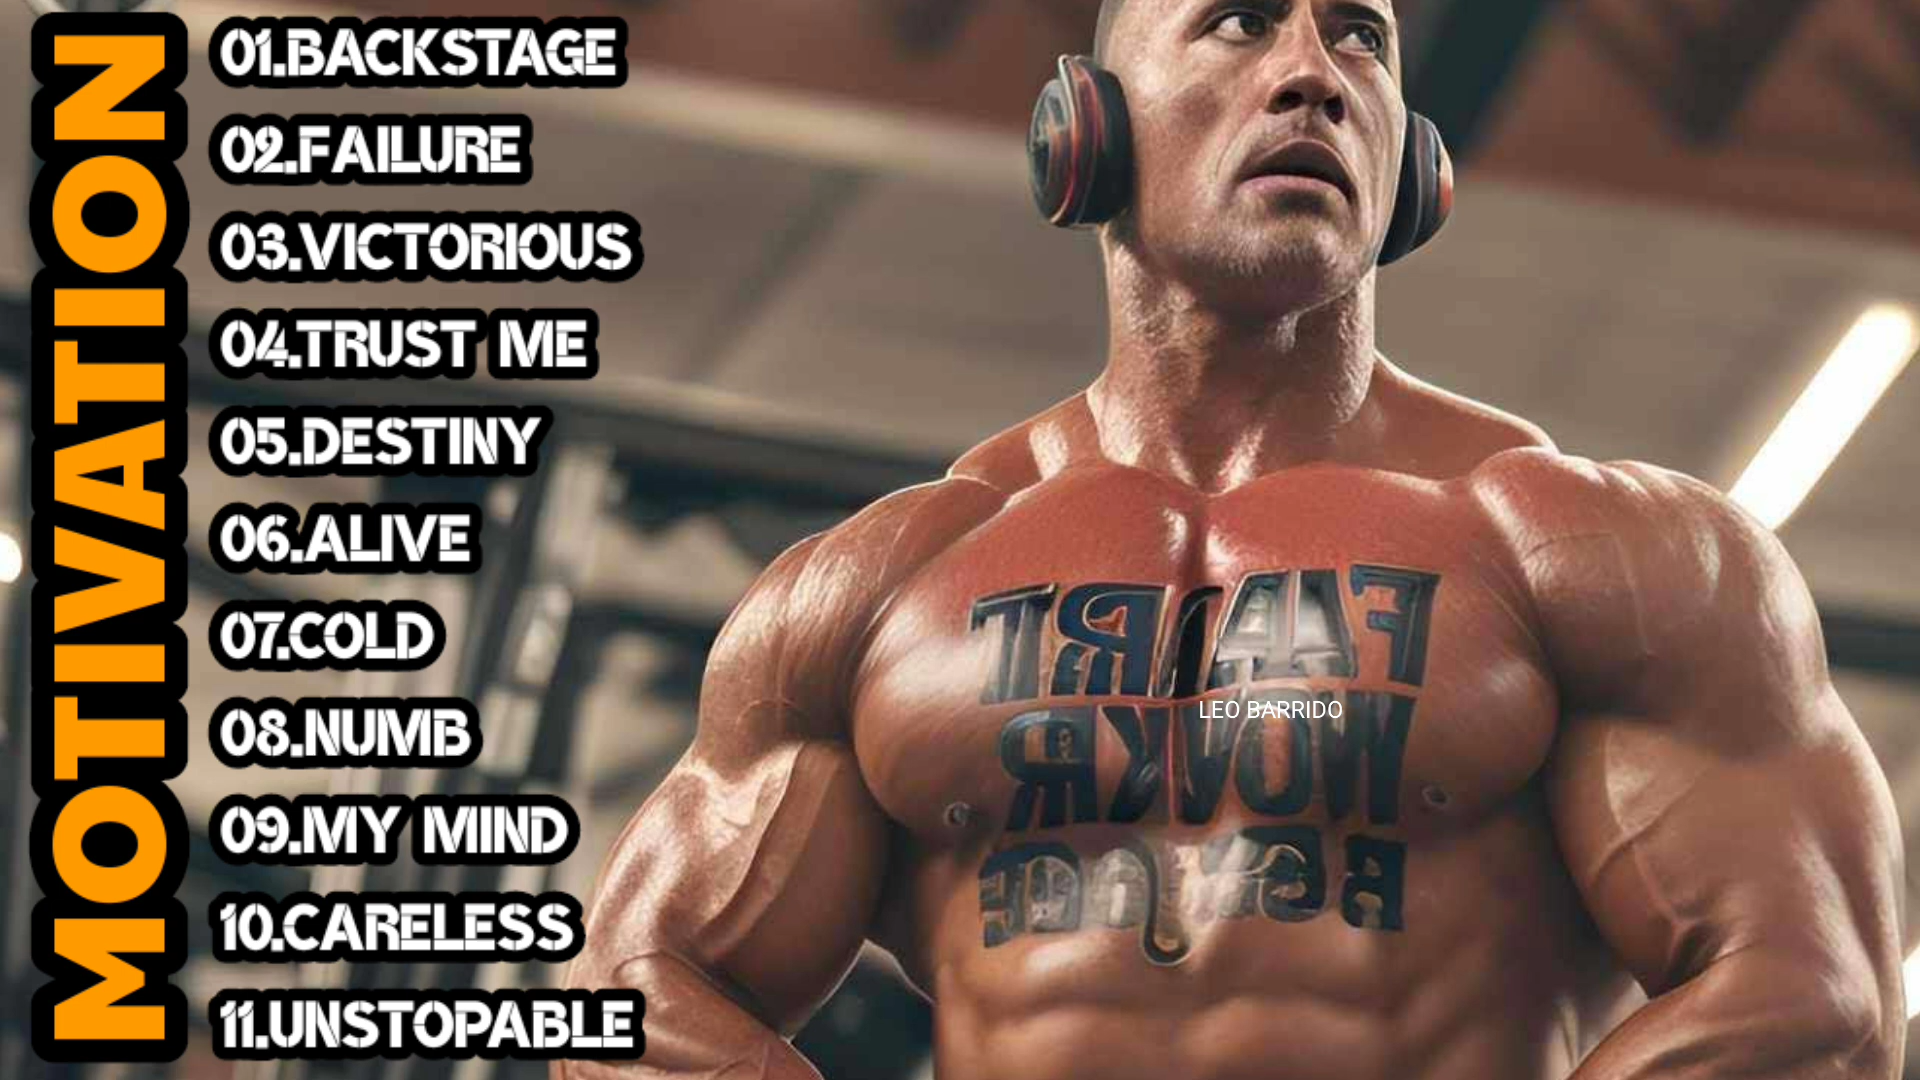 MOTIVATION
01.BACKSTAGE
02.FAILURE
03.VICTORIOUS
04.TRUST ME
05.DESTINY
06.ALIVE
07.COLD
08.NUMB
09.MY MIND
10.CARELESS
11.UNSTOPABLE
LEO BARRIDO